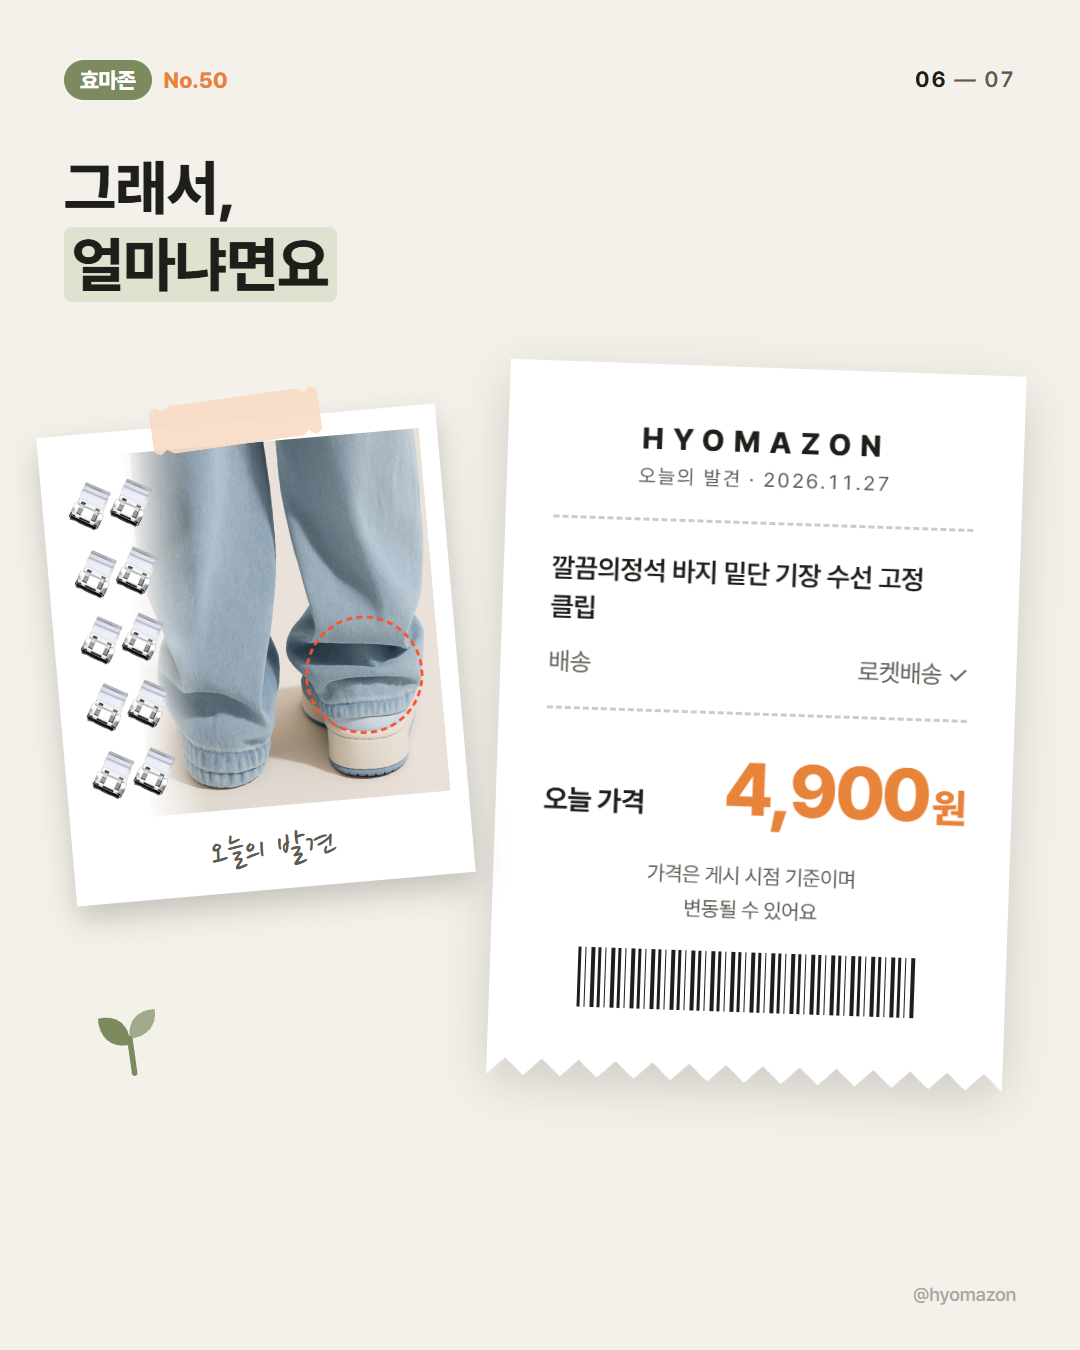 효마존 No.50
06 — 07
그래서,
얼마냐면요
HYOMAZON
오늘의 발견 · 2026.11.27
깔끔의정석 바지 밑단 기장 수선 고정
클립
배송 로켓배송 ✓
오늘 가격 4,900원
가격은 게시 시점 기준이며
변동될 수 있어요
오늘의 발견
@hyomazon